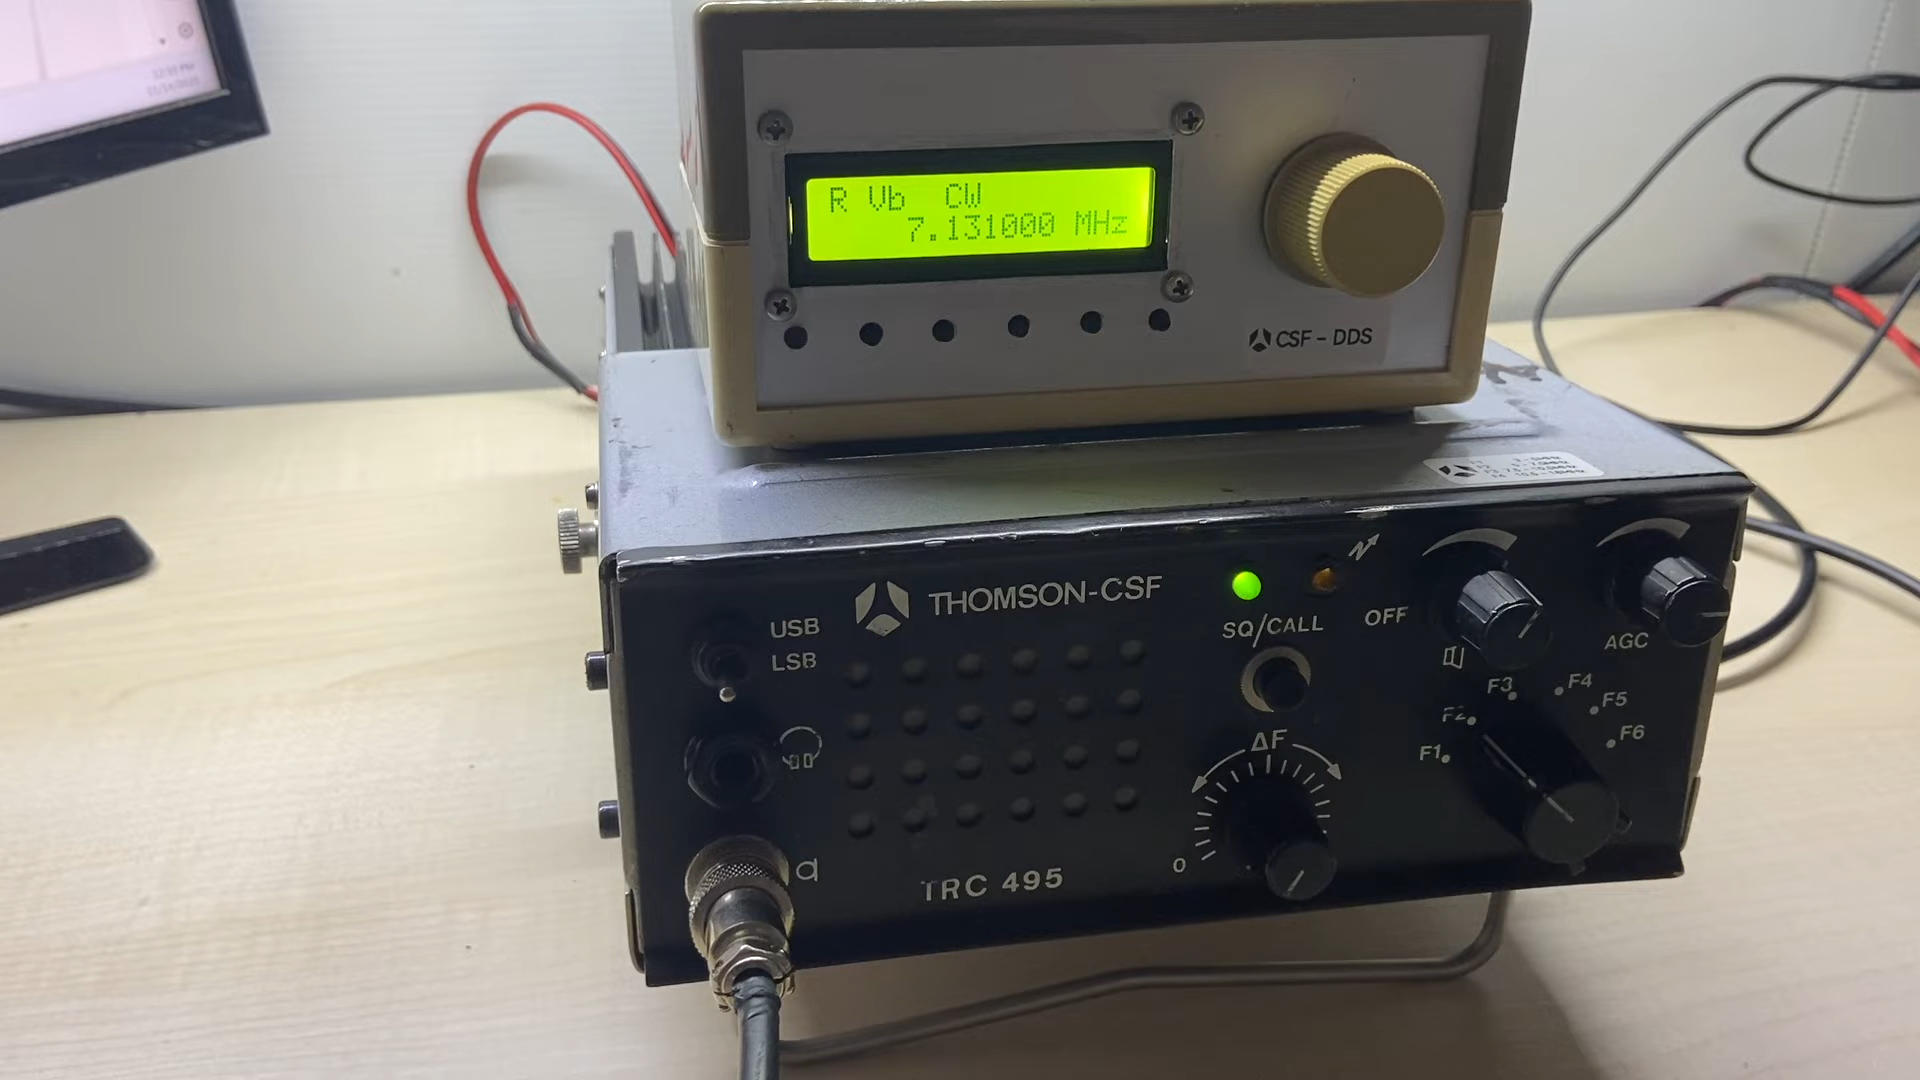 R Vb CW
7.131000 MHz
CSF - DDS
THOMSON-CSF
USB
LSB
SQ/CALL
OFF
AGC
F3
F4
F2
F5
F1
F6
ΔF
0
TRC 495